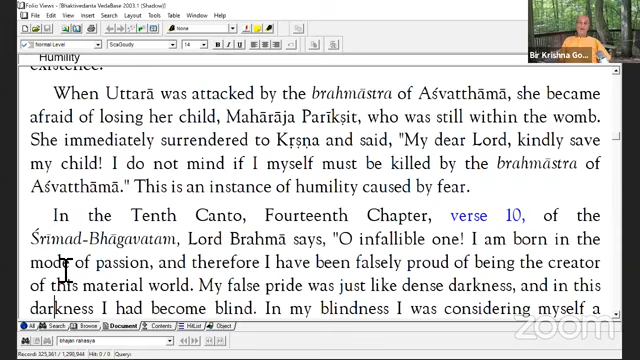 Folio Views - [Bhaktivedanta VedaBase 2003.1 (Shadow)]
File Edit View Insert Search Layout Tools Window Help
<None>
Normal Level ScaGoudy 14
Humility
existence.
When Uttarā was attacked by the brahmāstra of Aśvatthāmā, she became
afraid of losing her child, Mahārāja Parīkṣit, who was still within the womb.
She immediately surrendered to Kṛṣṇa and said, "My dear Lord, kindly save
my child! I do not mind if I myself must be killed by the brahmāstra of
Aśvatthāmā." This is an instance of humility caused by fear.
In the Tenth Canto, Fourteenth Chapter, verse 10, of the
Śrīmad-Bhāgavatam, Lord Brahmā says, "O infallible one! I am born in the
mode of passion, and therefore I have been falsely proud of being the creator
of this material world. My false pride was just like dense darkness, and in this
darkness I had become blind. In my blindness I was considering myself a
All Search Browse Document Contents Hitlist Object
bhajan rahasya
Record: 325,361 / 1,298,944 Hit: 0 / 0 Query:
Bir Krishna Go...
zoom